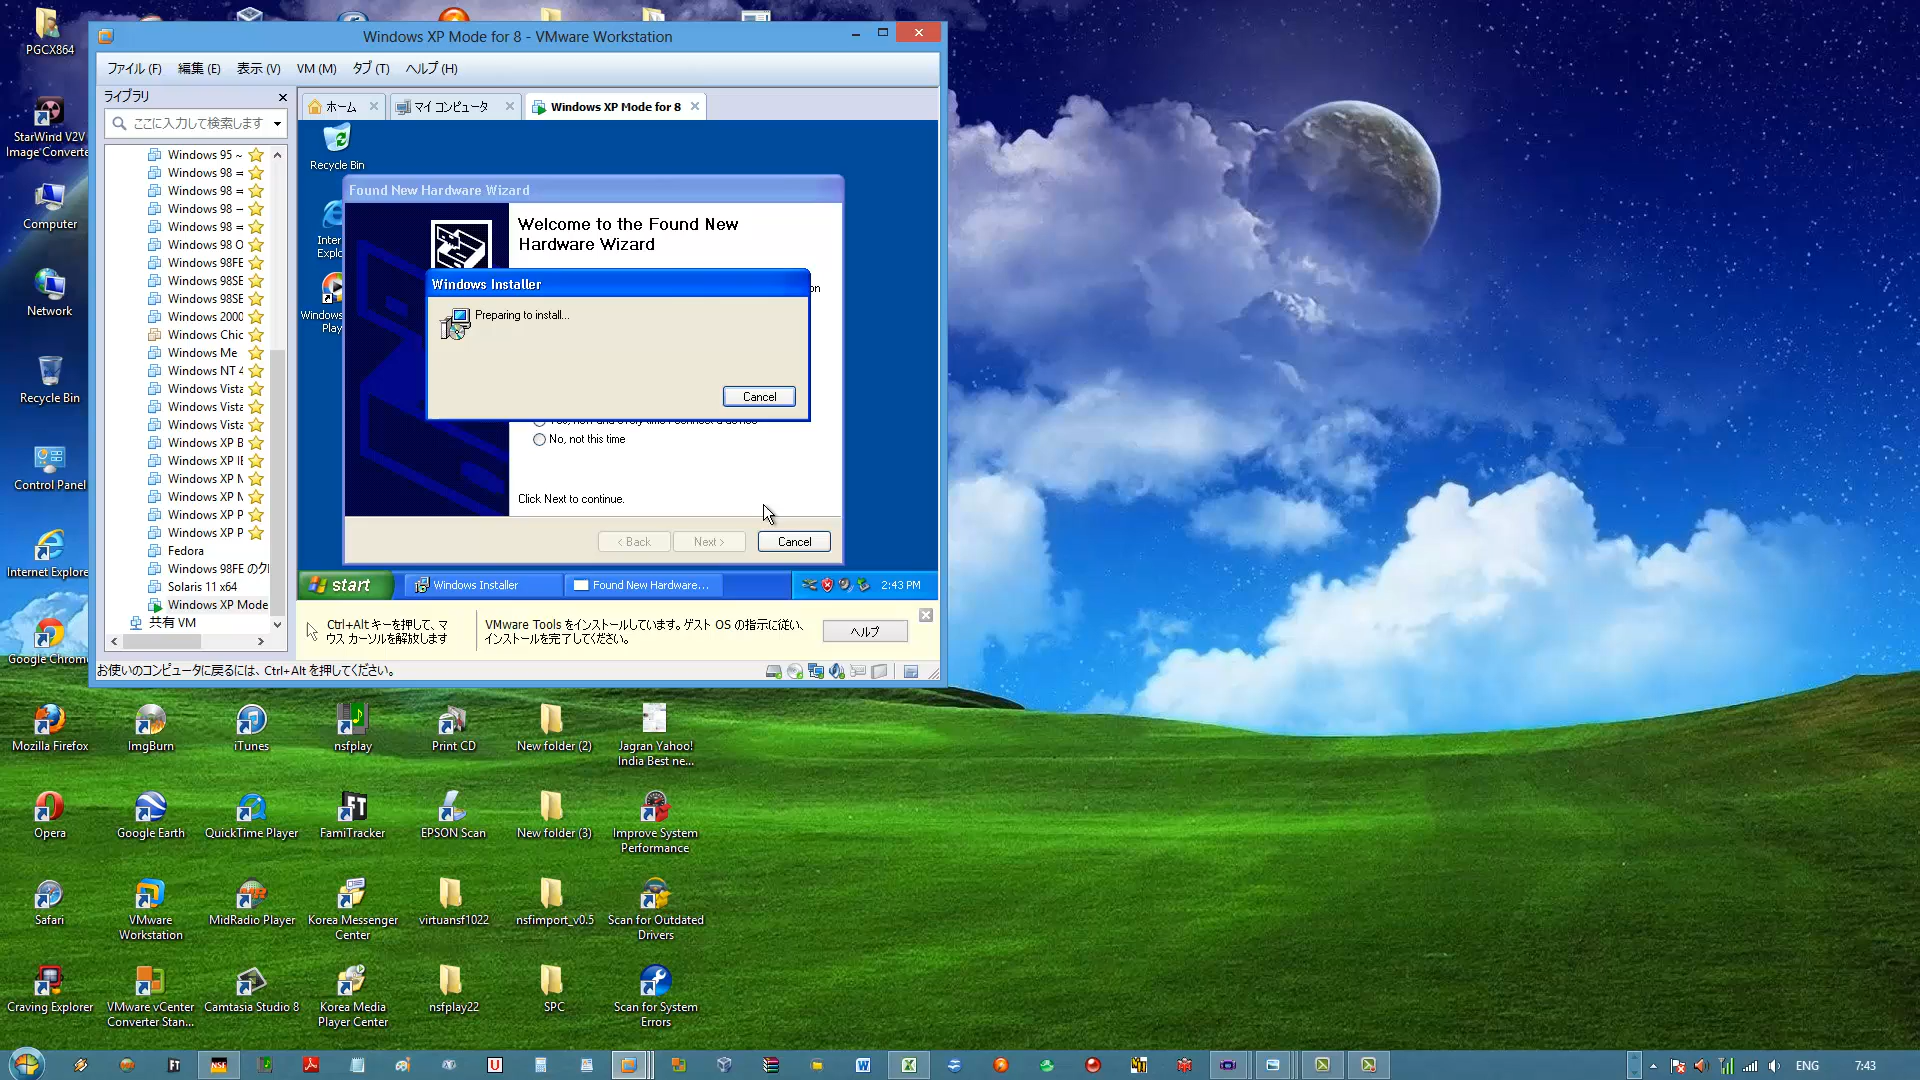 PGCX864
StarWind V2V
Image Converte
Computer
Network
Recycle Bin
Control Panel
Internet Explore
Google Chrom
Windows XP Mode for 8 - VMware Workstation
ファイル (F)
編集 (E)
表示 (V)
VM (M)
タブ (T)
ヘルプ (H)
ライブラリ
ここに入力して検索します
Windows 95 ~
Windows 98
Windows 98
Windows 98
Windows 98
Windows 98 O
Windows 98FE
Windows 98SE
Windows 98SE
Windows 2000
Windows Chic
Windows Me
Windows NT 4
Windows Vista
Windows Vista
Windows Vista
Windows XP B
Windows XP IE
Windows XP M
Windows XP M
Windows XP P
Windows XP P
Fedora
Windows 98FE のク
Solaris 11 x64
Windows XP Mode
共有 VM
ホーム
マイ コンピュータ
Windows XP Mode for 8
Recycle Bin
Inter
Explo
Windows
Play
Found New Hardware Wizard
Welcome to the Found New
Hardware Wizard
on
Windows Installer
Preparing to install...
Cancel
No, not this time
Click Next to continue.
< Back
Next >
Cancel
start
Windows Installer
Found New Hardware...
2:43 PM
Ctrl+Alt キーを押して、マ
ウス カーソルを解放します
VMware Tools をインストールしています。ゲスト OS の指示に従い、
インストールを完了してください。
ヘルプ
お使いのコンピュータに戻るには、Ctrl+Alt を押してください。
Mozilla Firefox
ImgBurn
iTunes
nsfplay
Print CD
New folder (2)
Jagran Yahoo!
India Best ne...
Opera
Google Earth
QuickTime Player
FamiTracker
EPSON Scan
New folder (3)
Improve System
Performance
Safari
VMware
Workstation
MidRadio Player
Korea Messenger
Center
virtuansf1022
nsfimport_v0.5
Scan for Outdated
Drivers
Craving Explorer
VMware vCenter
Converter Stan...
Camtasia Studio 8
Korea Media
Player Center
nsfplay22
SPC
Scan for System
Errors
ENG
7:43